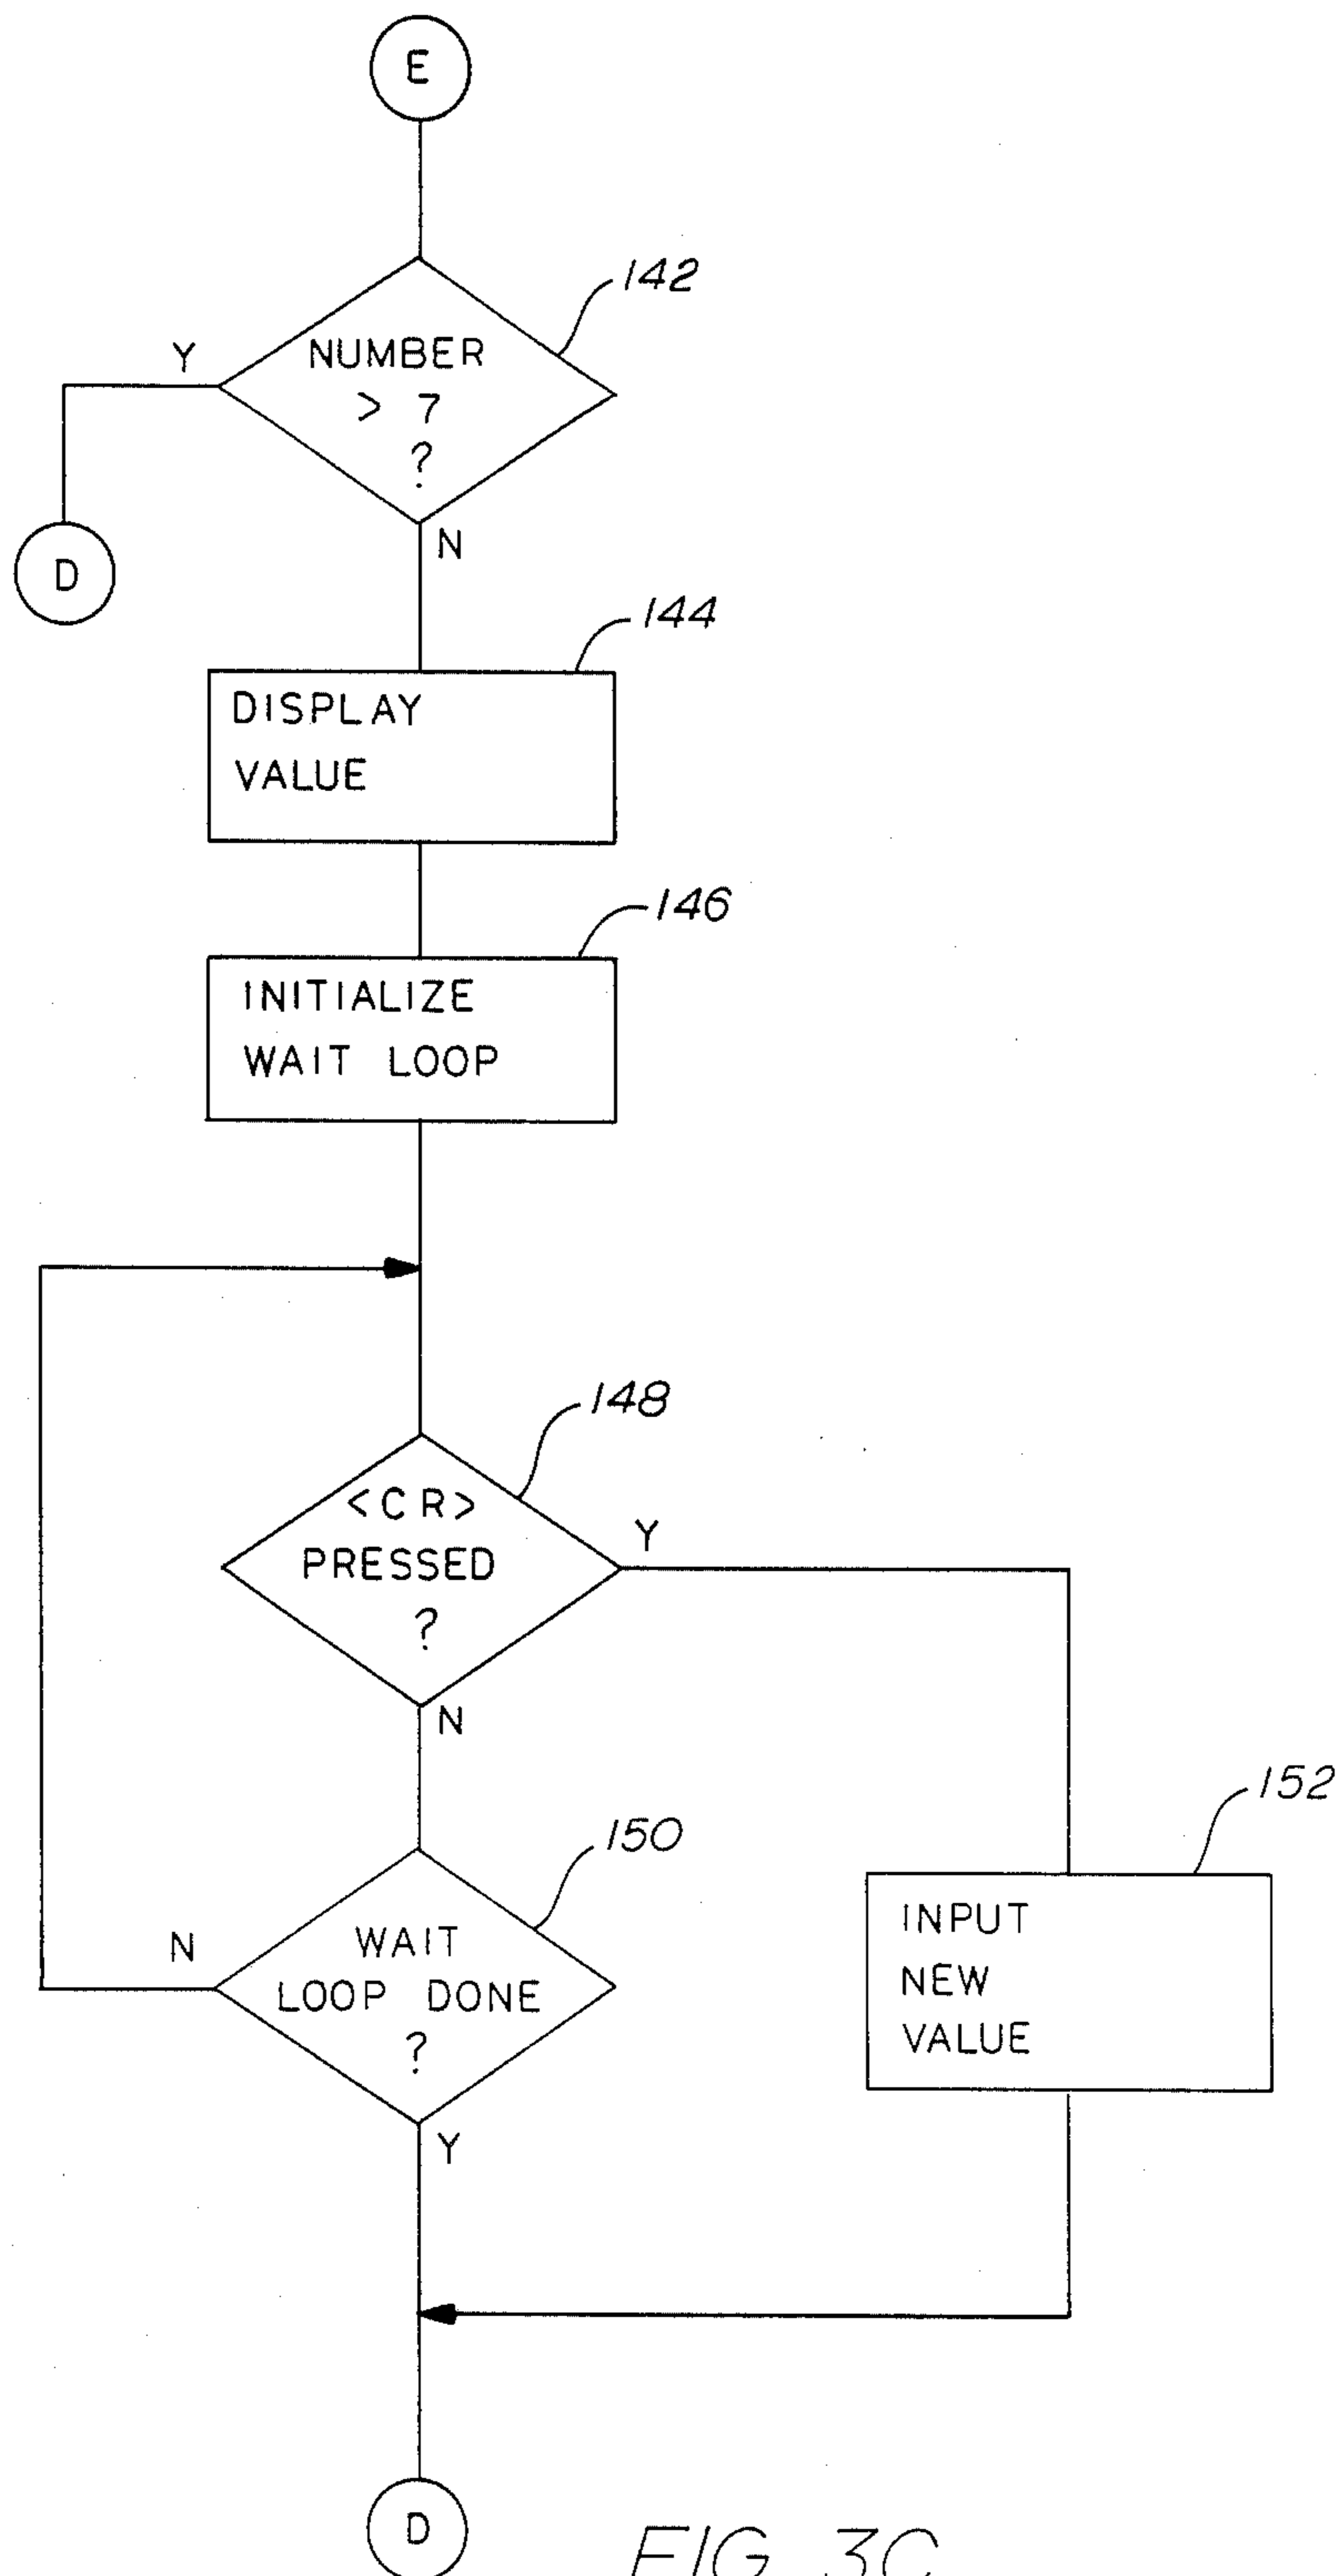 E
142
Y
NUMBER
> 7
?
N
D
144
DISPLAY
VALUE
146
INITIALIZE
WAIT LOOP
148
<CR>
PRESSED
?
Y
N
152
150
N
WAIT
LOOP DONE
?
INPUT
NEW
VALUE
Y
D
FIG. 3C